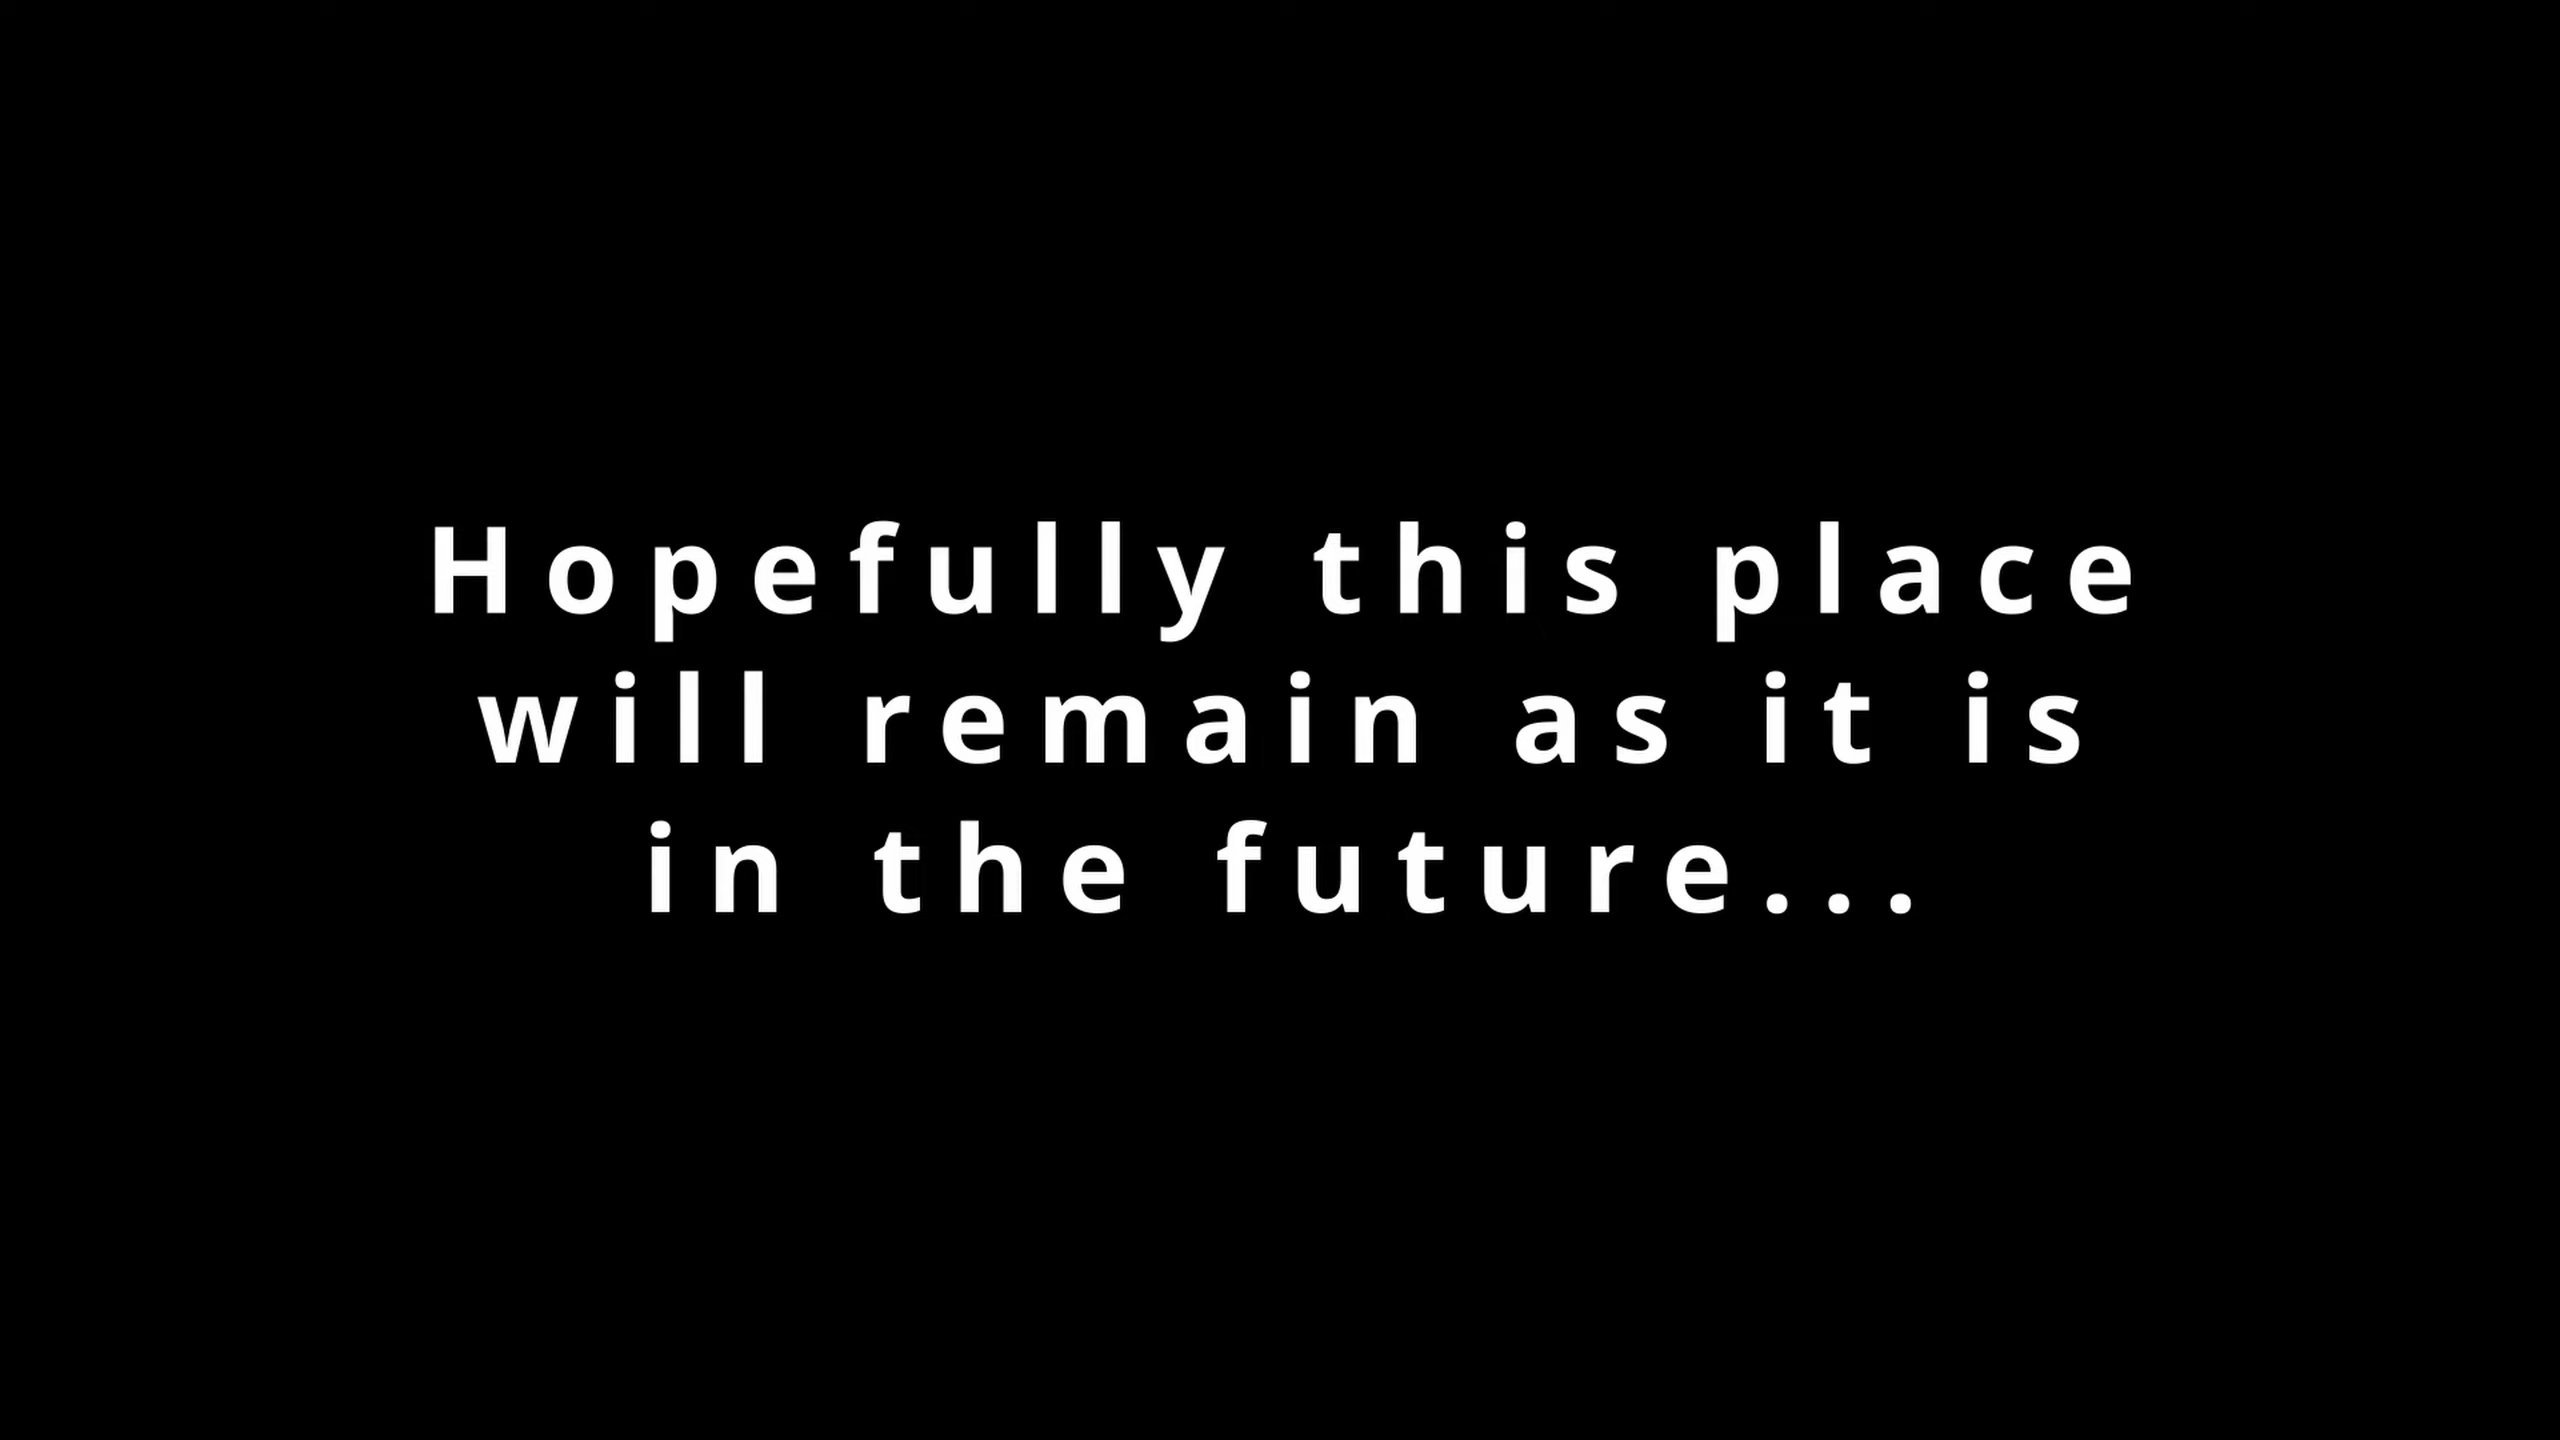 Hopefully this place
will remain as it is
in the future...